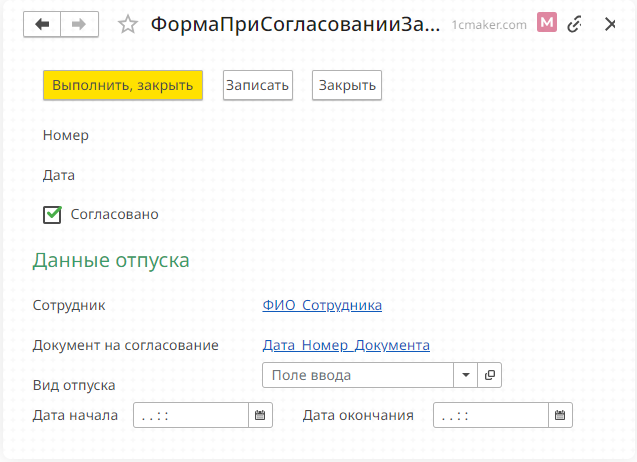 ФормаПриСогласованииЗа... 1cmaker.com M
Выполнить, закрыть Записать Закрыть
Номер
Дата
Согласовано
Данные отпуска
Сотрудник ФИО_Сотрудника
Документ на согласование Дата_Номер_Документа
Вид отпуска Поле ввода
Дата начала . . : : Дата окончания . . : :